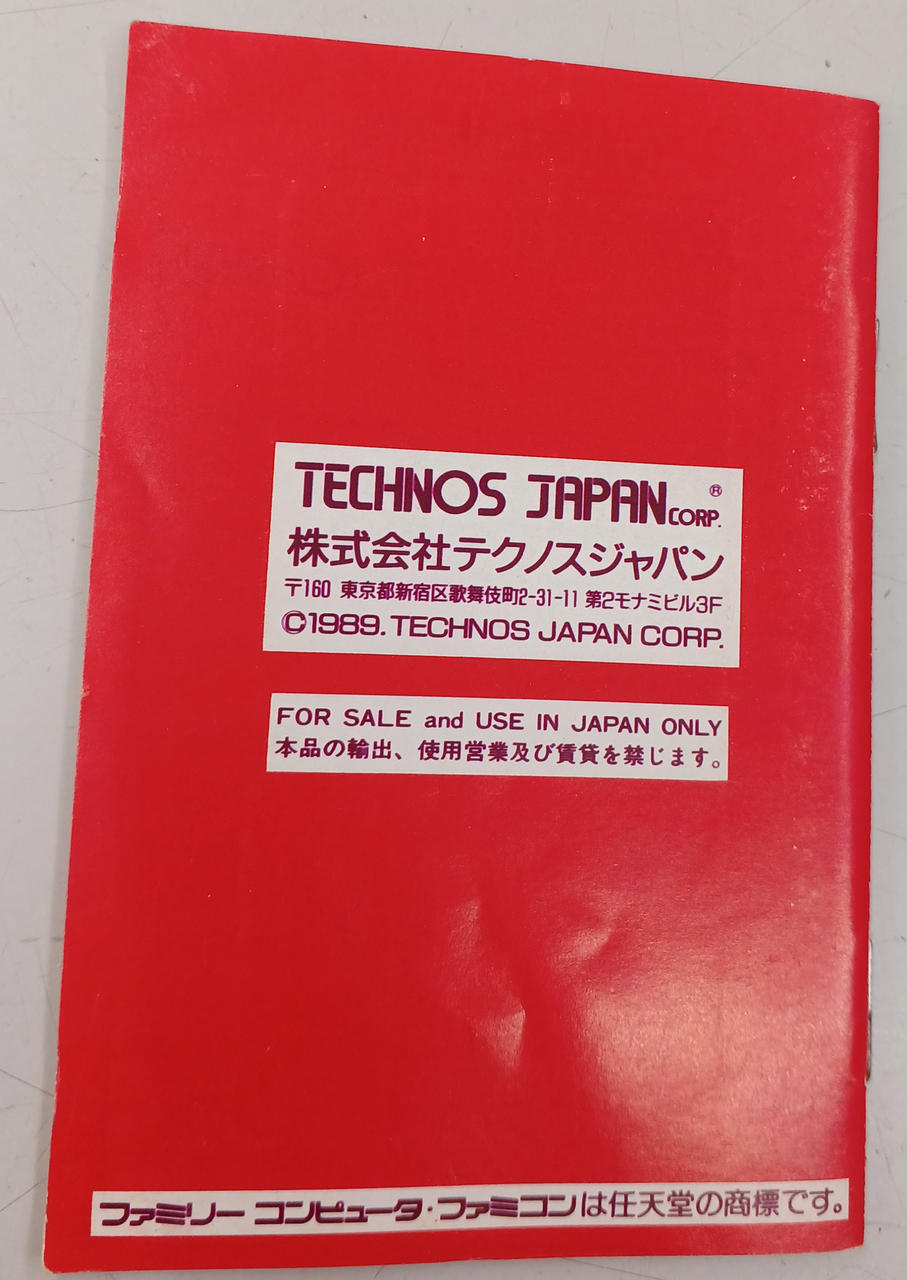 TECHNOS JAPAN CORP.®
株式会社テクノスジャパン
〒160 東京都新宿区歌舞伎町2-31-11 第2モナミビル3F
©1989. TECHNOS JAPAN CORP.
FOR SALE and USE IN JAPAN ONLY
本品の輸出、使用営業及び賃貸を禁じます。
ファミリー コンピュータ・ファミコンは任天堂の商標です。